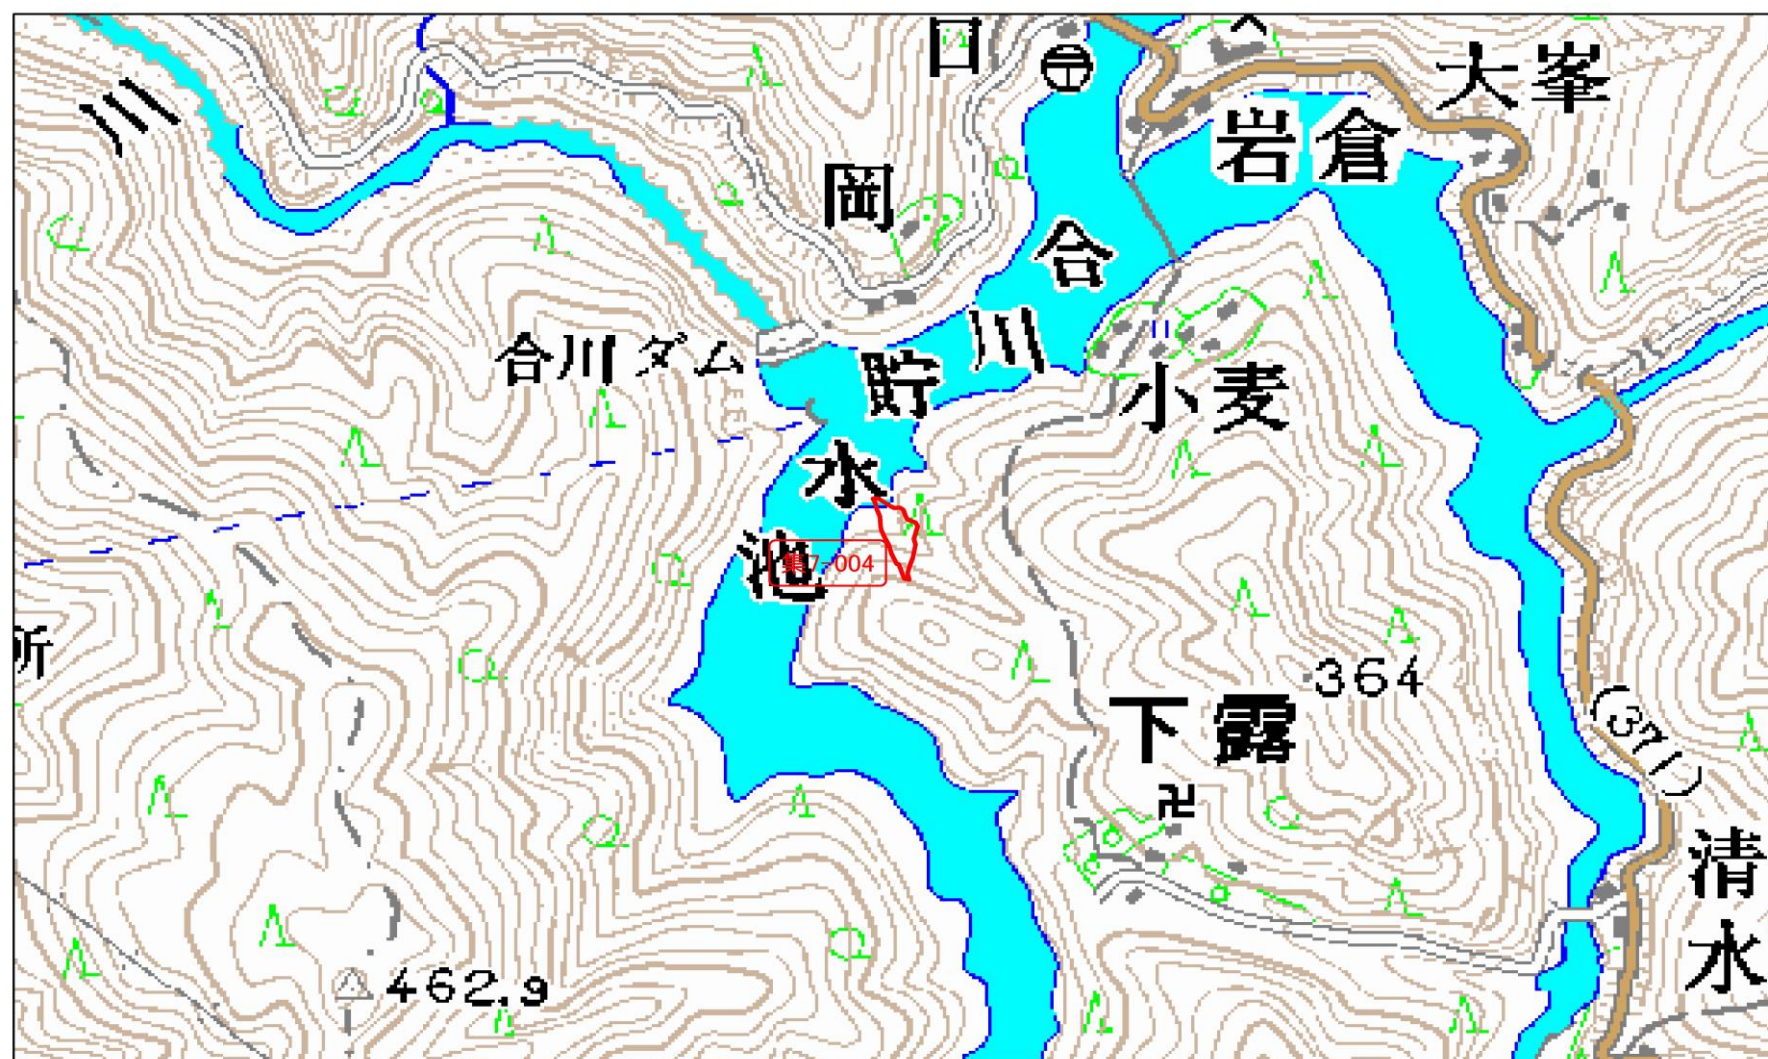 川
大峯
岩倉
岡
合川貯水池
合川ダム
小麦
集7-004
所
364
下露
(371)
清水
462.9